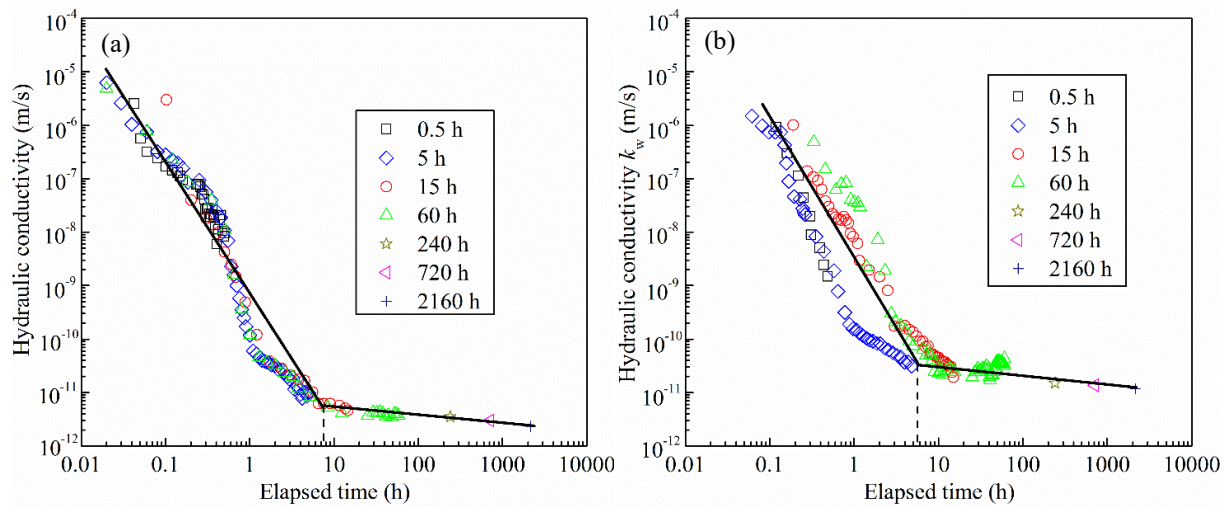 (a)
Hydraulic conductivity (m/s)
10⁻⁴
10⁻⁵
10⁻⁶
10⁻⁷
10⁻⁸
10⁻⁹
10⁻¹⁰
10⁻¹¹
10⁻¹²
0.5 h
5 h
15 h
60 h
240 h
720 h
2160 h
0.01 0.1 1 10 100 1000 10000
Elapsed time (h)
(b)
Hydraulic conductivity k_w (m/s)
10⁻⁴
10⁻⁵
10⁻⁶
10⁻⁷
10⁻⁸
10⁻⁹
10⁻¹⁰
10⁻¹¹
10⁻¹²
0.5 h
5 h
15 h
60 h
240 h
720 h
2160 h
0.01 0.1 1 10 100 1000 10000
Elapsed time (h)